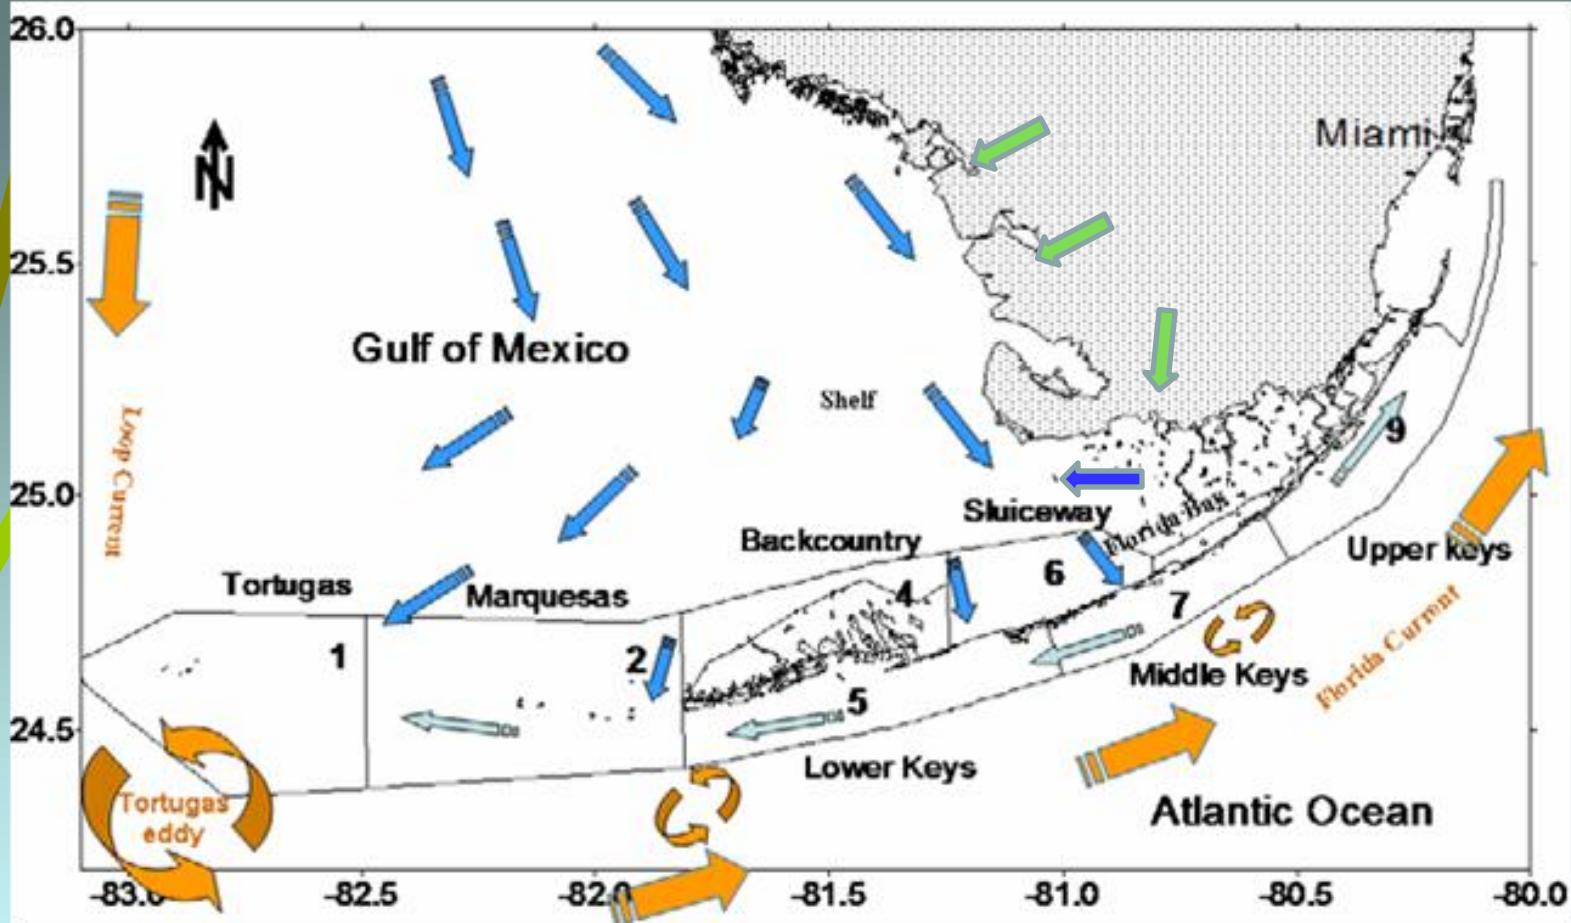 26.0
Miami
N
25.5
Gulf of Mexico
Shelf
Loop Current
9
25.0
Sluiceway
Florida Bay
Backcountry
Upper keys
Tortugas
Marquesas
4
6
7
1
2
Middle Keys
Florida Current
5
24.5
Lower Keys
Tortugas
eddy
Atlantic Ocean
-83.0
-82.5
-82.0
-81.5
-81.0
-80.5
-80.0